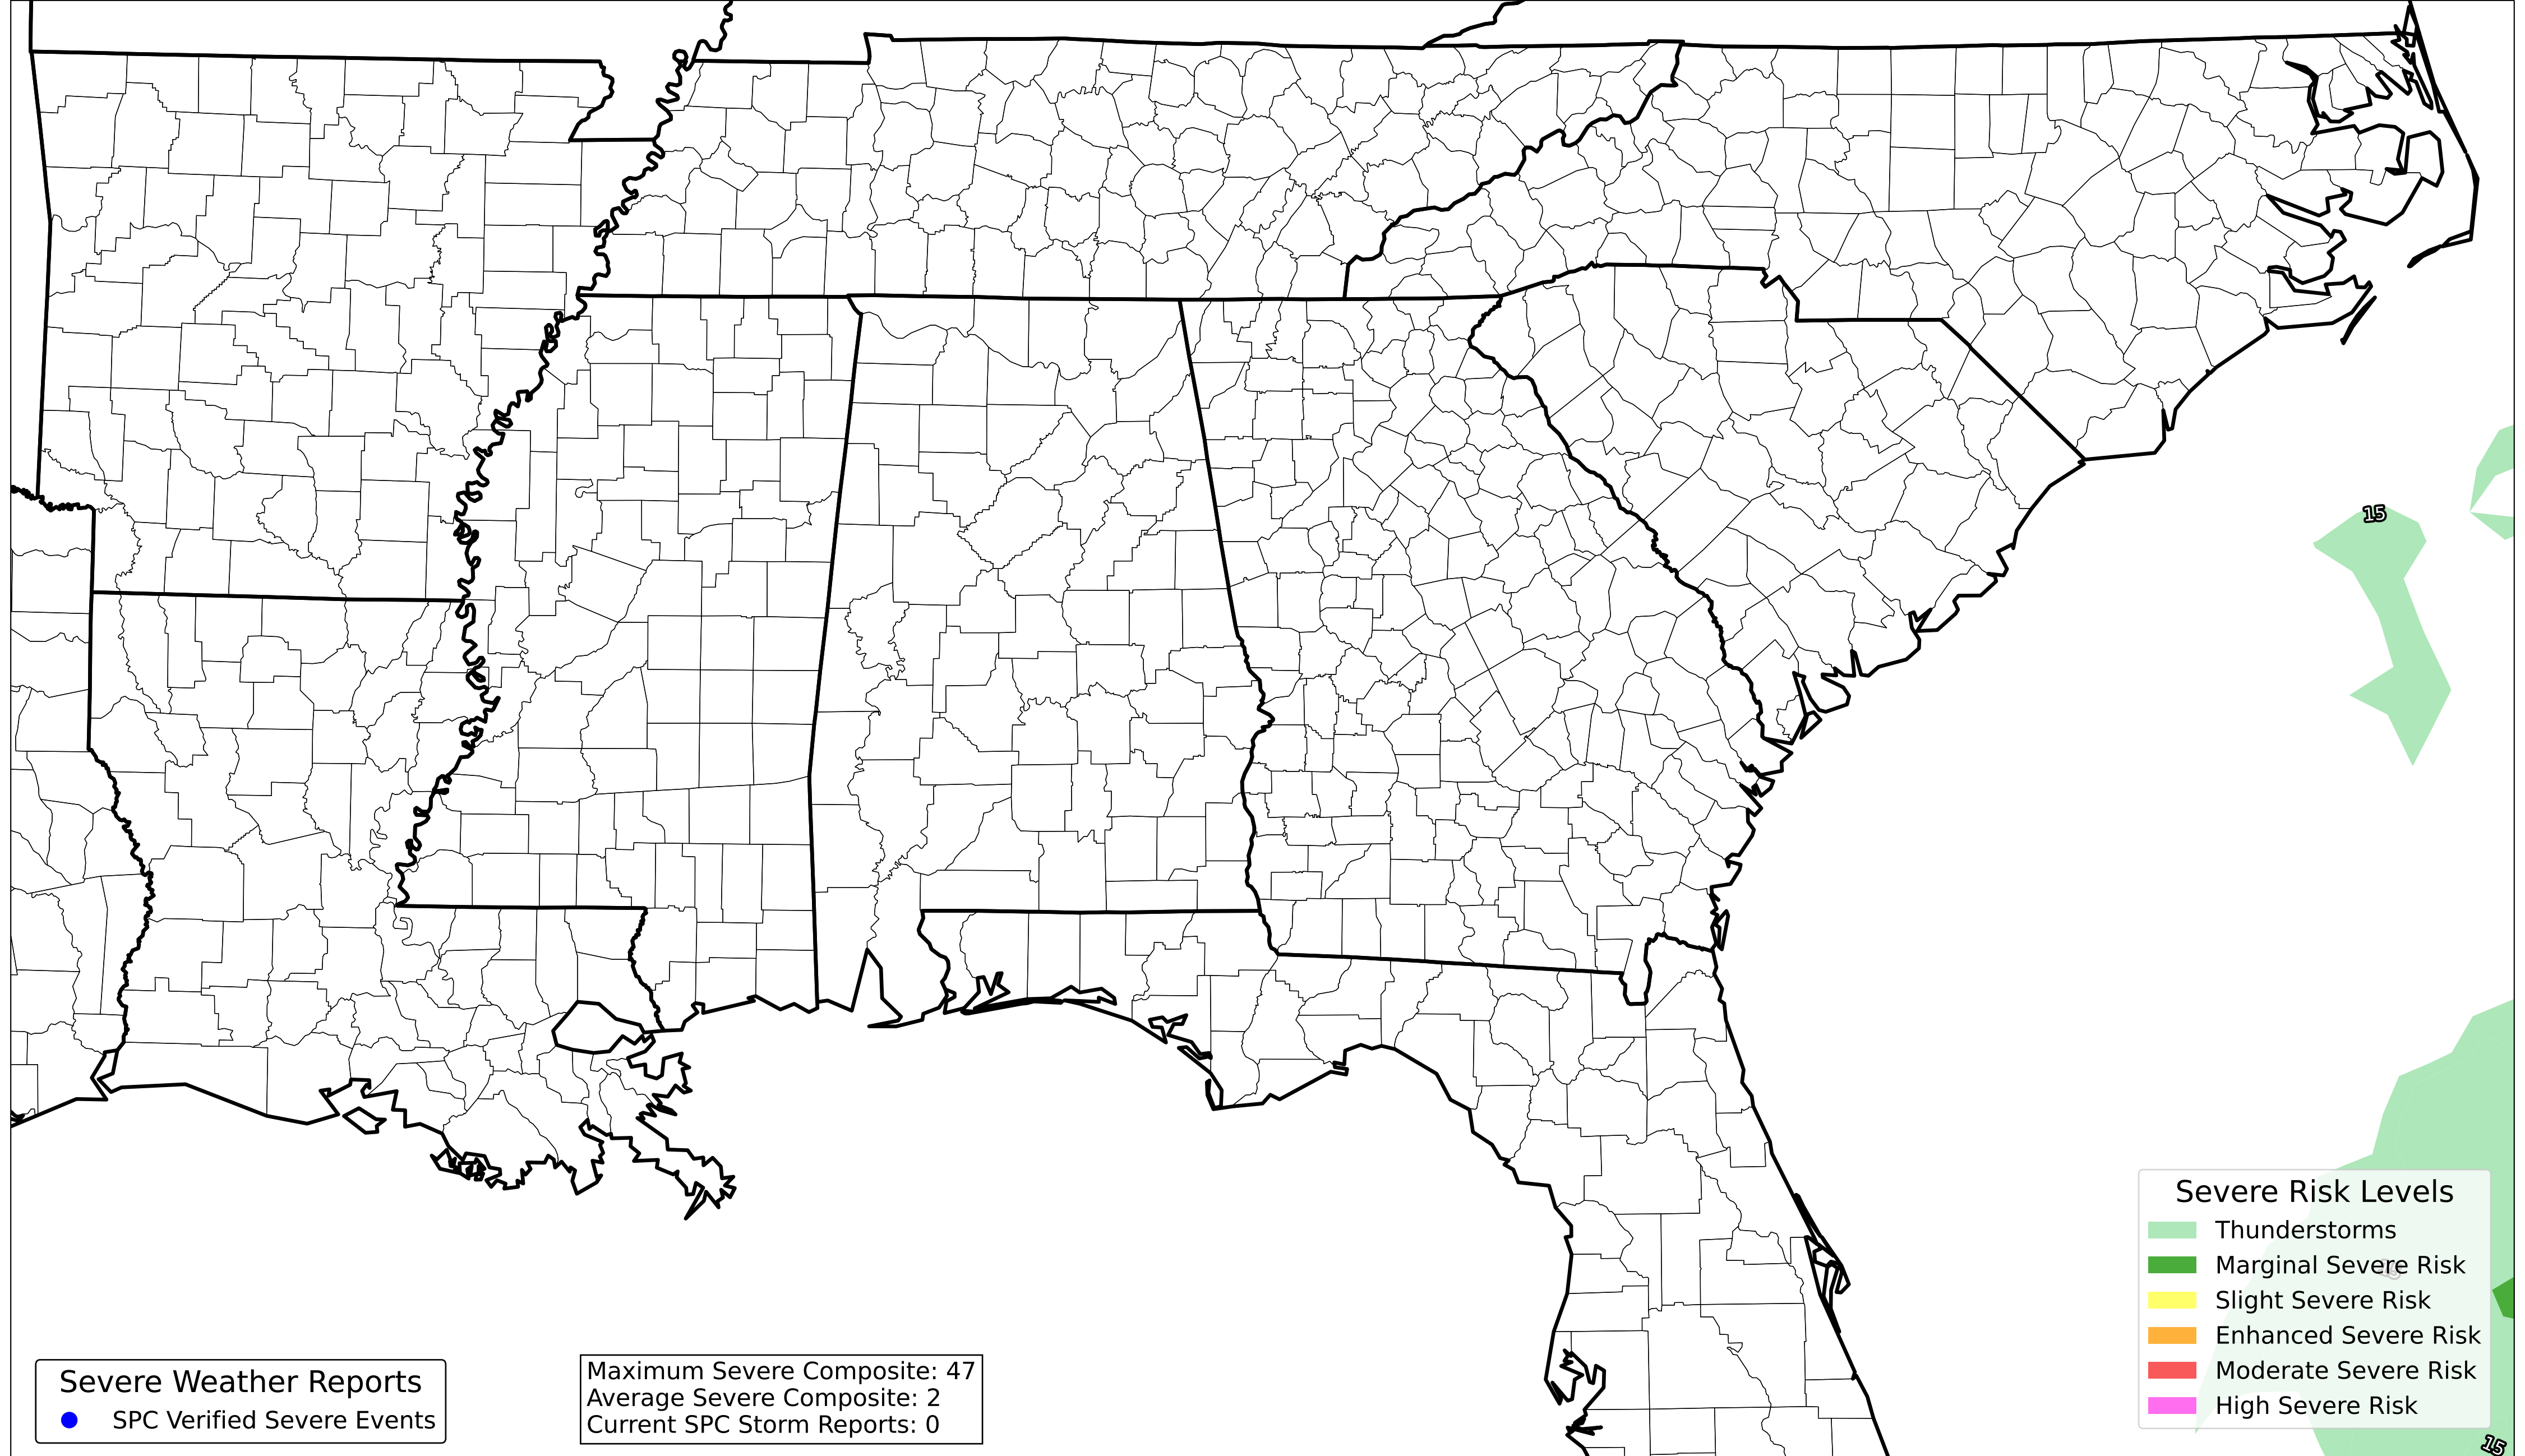 15
Severe Risk Levels
Thunderstorms
Marginal Severe Risk
Slight Severe Risk
Enhanced Severe Risk
Moderate Severe Risk
High Severe Risk
Severe Weather Reports
SPC Verified Severe Events
Maximum Severe Composite: 47
Average Severe Composite: 2
Current SPC Storm Reports: 0
15